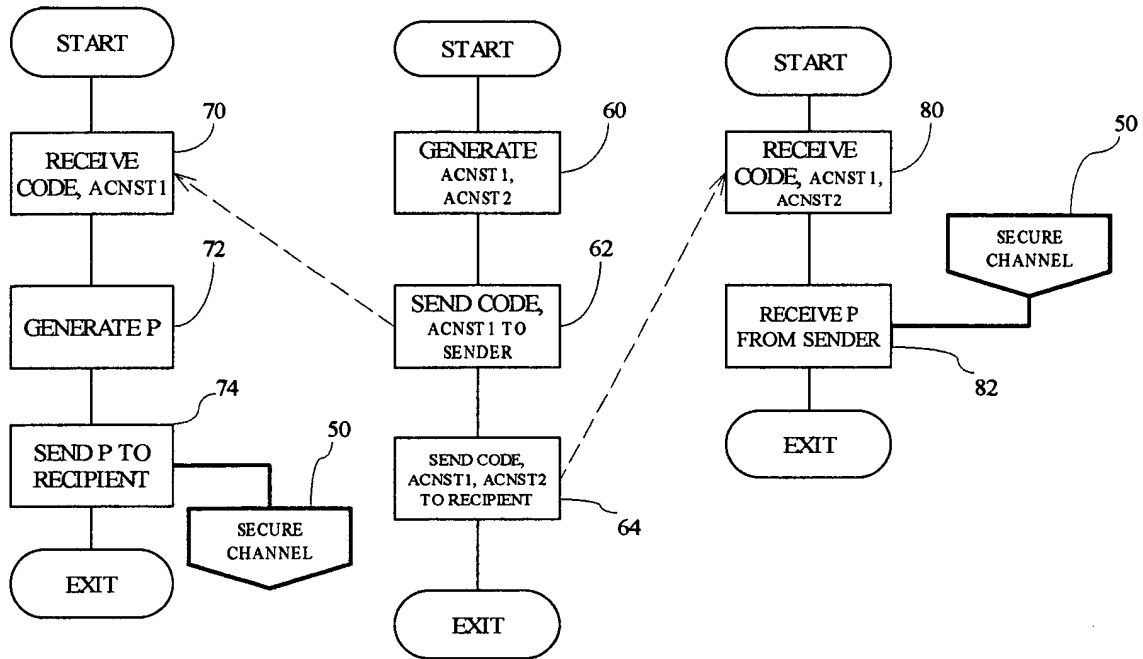 START
70
RECEIVE
CODE, ACNST1
72
GENERATE P
74
SEND P TO
RECIPIENT
50
SECURE
CHANNEL
EXIT
START
60
GENERATE
ACNST1,
ACNST2
62
SEND CODE,
ACNST1 TO
SENDER
SEND CODE,
ACNST1, ACNST2
TO RECIPIENT
64
EXIT
START
80
RECEIVE
CODE, ACNST1,
ACNST2
50
SECURE
CHANNEL
RECEIVE P
FROM SENDER
82
EXIT